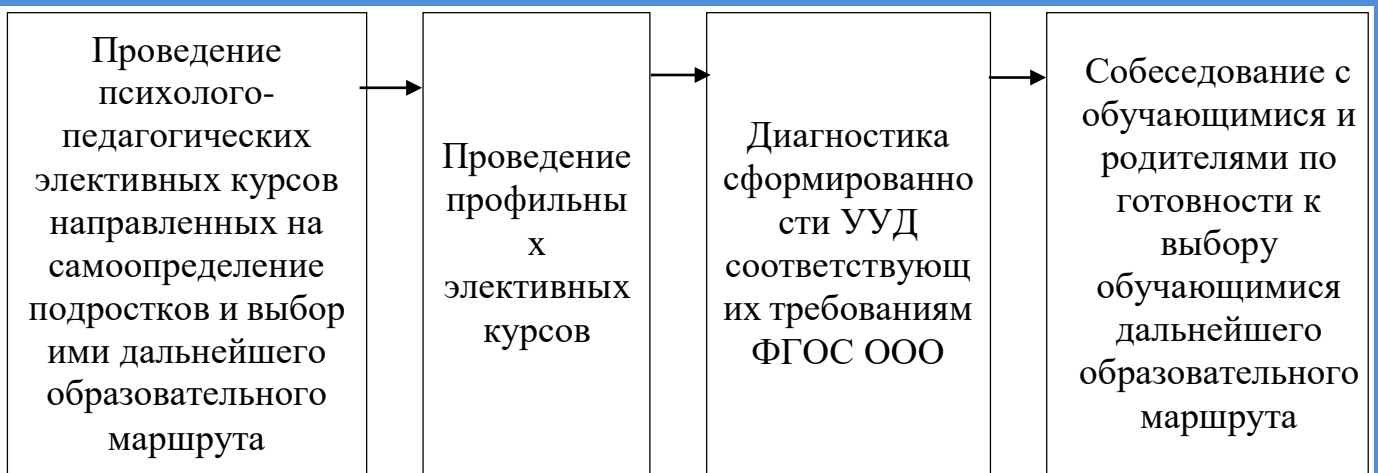 Проведение
психолого-
педагогических
элективных курсов
направленных на
самоопределение
подростков и выбор
ими дальнейшего
образовательного
маршрута
Проведение
профильны
х
элективных
курсов
Диагностика
сформированно
сти УУД
соответствующ
их требованиям
ФГОС ООО
Собеседование с
обучающимися и
родителями по
готовности к
выбору
обучающимися
дальнейшего
образовательного
маршрута